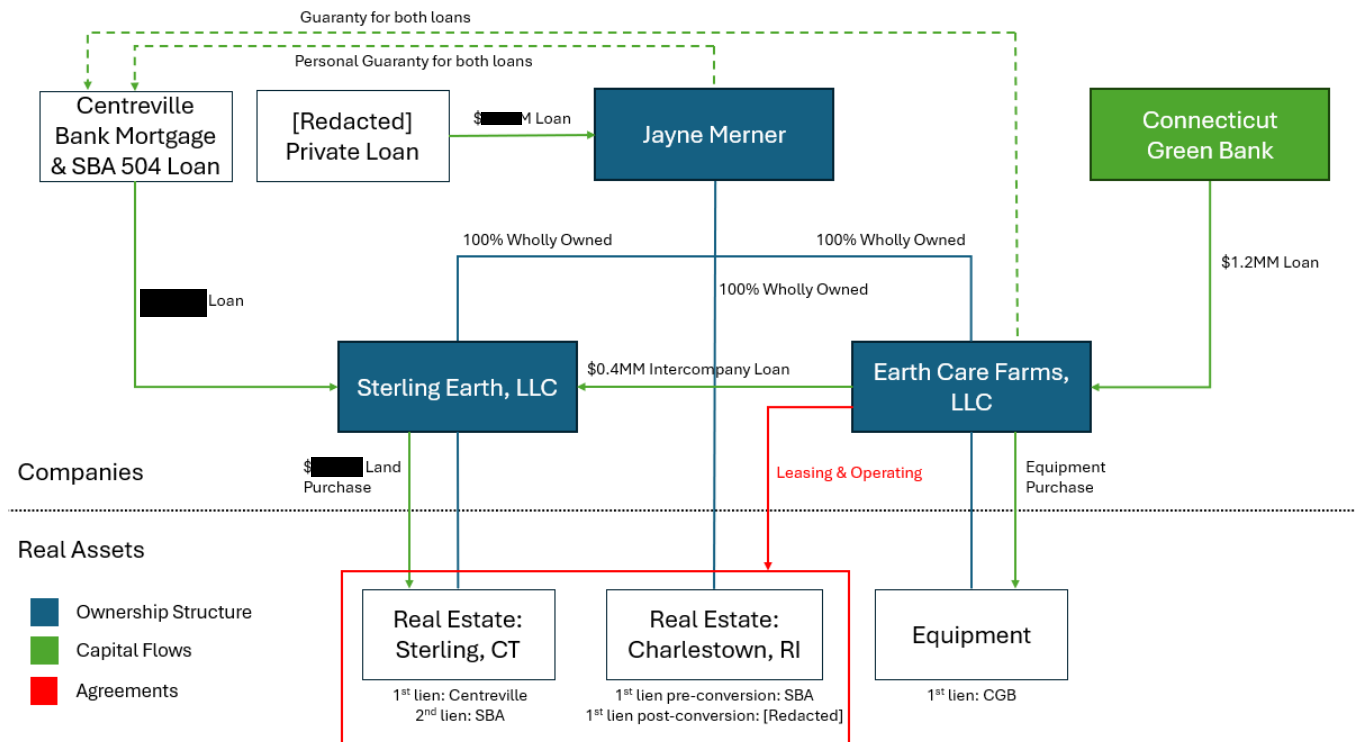 Guaranty for both loans
Personal Guaranty for both loans
Centreville
Bank Mortgage
& SBA 504 Loan
[Redacted]
Private Loan
$ M Loan
Jayne Merner
Connecticut
Green Bank
100% Wholly Owned
100% Wholly Owned
$1.2MM Loan
100% Wholly Owned
Loan
Sterling Earth, LLC
$0.4MM Intercompany Loan
Earth Care Farms,
LLC
Companies
$ Land
Purchase
Leasing & Operating
Equipment
Purchase
Real Assets
Ownership Structure
Capital Flows
Agreements
Real Estate:
Sterling, CT
1st lien: Centreville
2nd lien: SBA
Real Estate:
Charlestown, RI
1st lien pre-conversion: SBA
1st lien post-conversion: [Redacted]
Equipment
1st lien: CGB